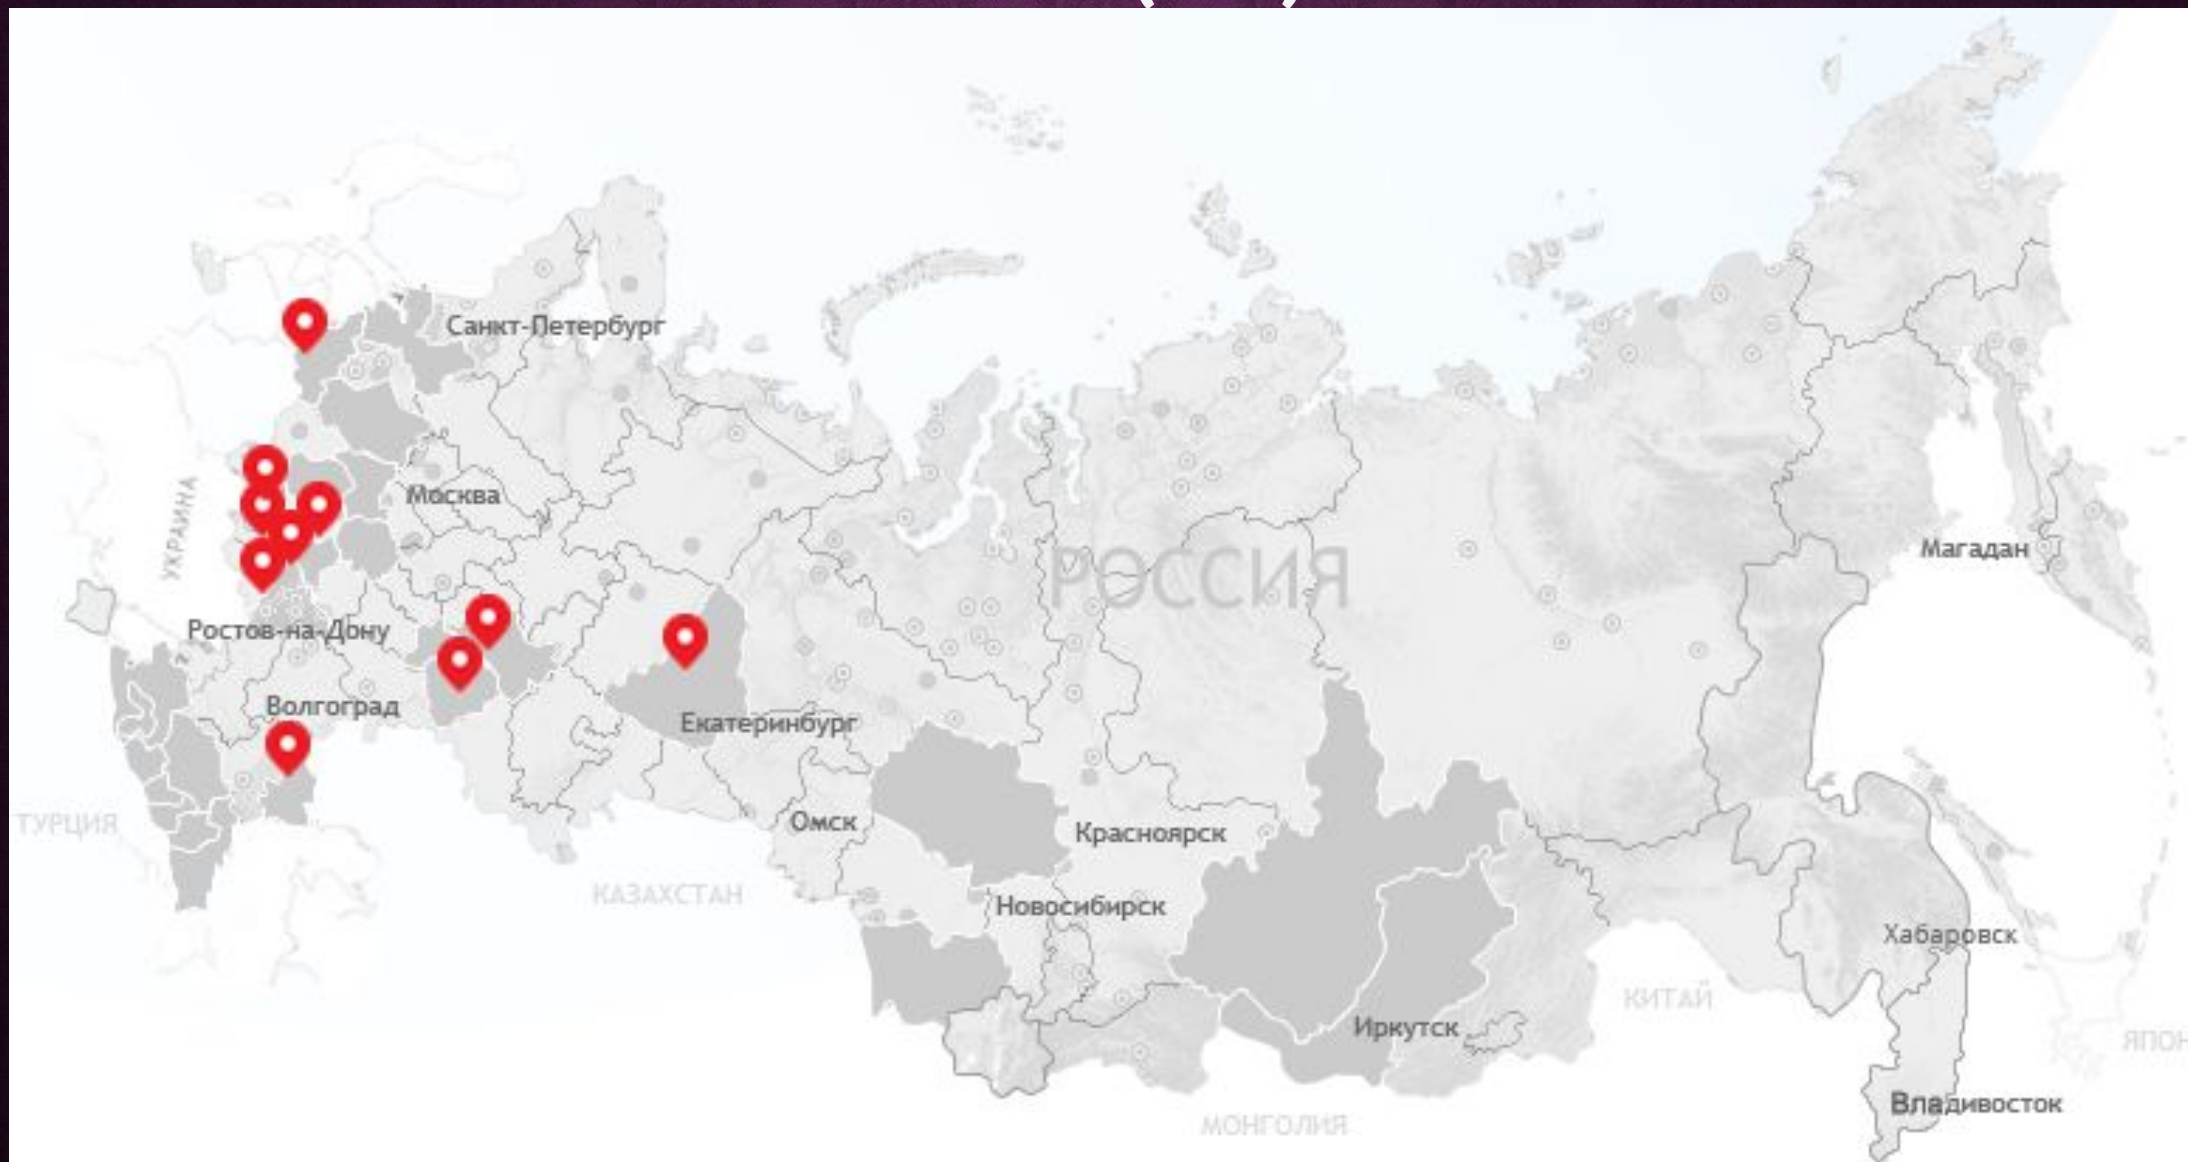 Санкт-Петербург
Москва
УКРАИНА
РОССИЯ
Магадан
Ростов-на-Дону
Волгоград
Екатеринбург
ТУРЦИЯ
Омск
Красноярск
КАЗАХСТАН
Новосибирск
Хабаровск
КИТАЙ
Иркутск
ЯПОН
Владивосток
МОНГОЛИЯ